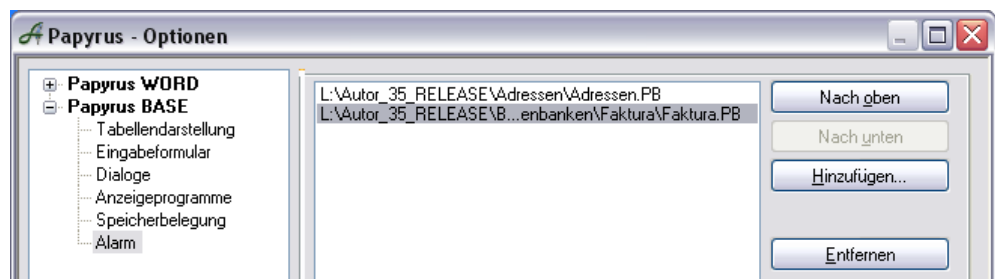 Papyrus - Optionen
Papyrus WORD
Papyrus BASE
Tabellendarstellung
Eingabeformular
Dialoge
Anzeigeprogramme
Speicherbelegung
Alarm
L:\Autor_35_RELEASE\Adressen\Adressen.PB
L:\Autor_35_RELEASE\B...enbanken\Faktura\Faktura.PB
Nach oben
Nach unten
Hinzufügen...
Entfernen